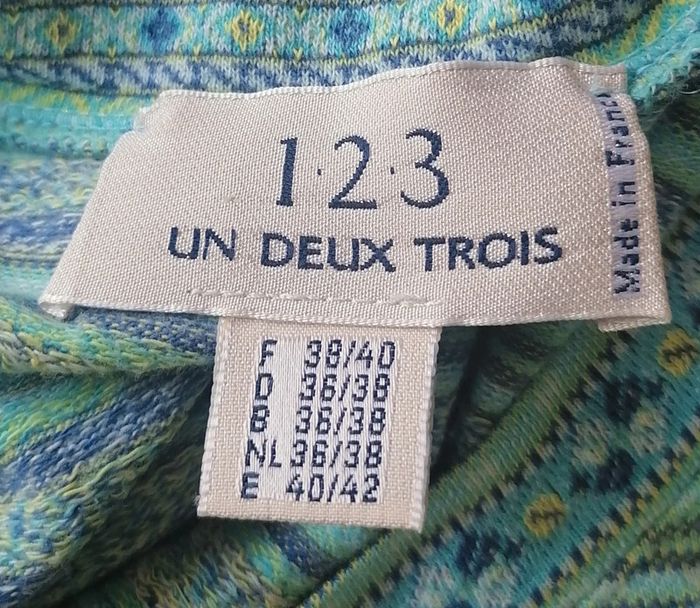 1·2·3
UN DEUX TROIS
Made in France
F 38/40
D 36/38
B 36/38
NL 36/38
E 40/42